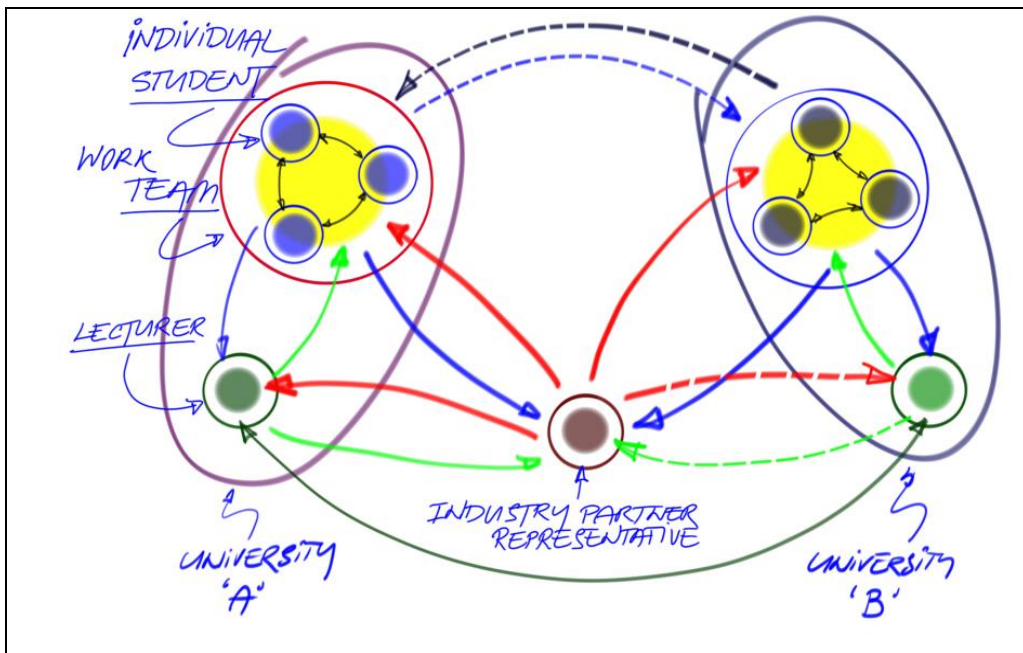 INDIVIDUAL
STUDENT
WORK
TEAM
LECTURER
INDUSTRY PARTNER
REPRESENTATIVE
UNIVERSITY
'A'
UNIVERSITY
'B'